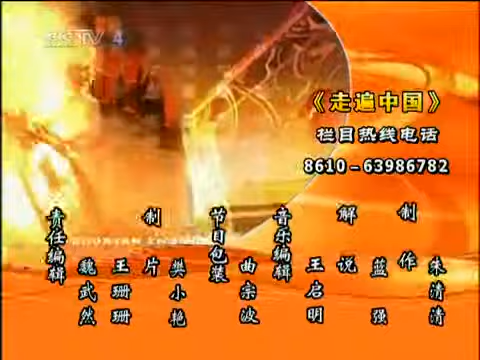 CCTV 4
《走遍中国》
栏目热线电话
8610-63986782
制作
朱清清
解说
蓝强
音乐编辑
王启明
节目包装
曲宗波
制片
樊小艳
王珊珊
责任编辑
魏武然